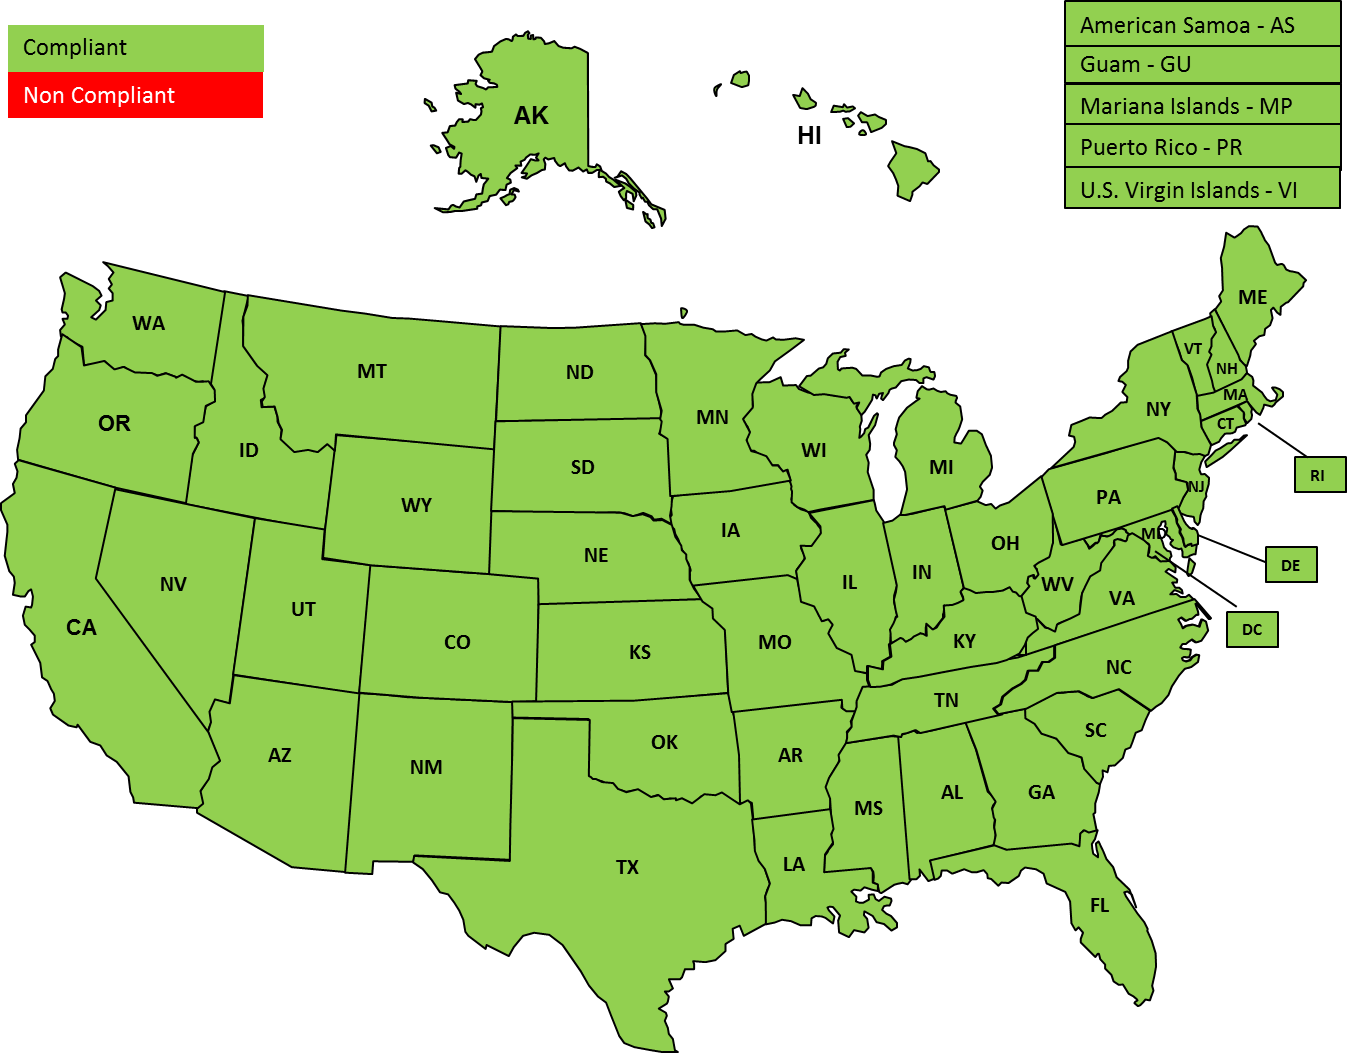 Compliant
Non Compliant
American Samoa - AS
Guam - GU
Mariana Islands - MP
Puerto Rico - PR
U.S. Virgin Islands - VI
AK
HI
WA
MT
ND
MN
ME
VT
NH
MA
NY
CT
RI
OR
ID
WY
SD
WI
MI
PA
NJ
IA
NE
OH
MD
DE
NV
UT
CO
KS
MO
IL
IN
WV
VA
DC
CA
KY
NC
TN
AZ
NM
OK
AR
SC
MS
AL
GA
TX
LA
FL